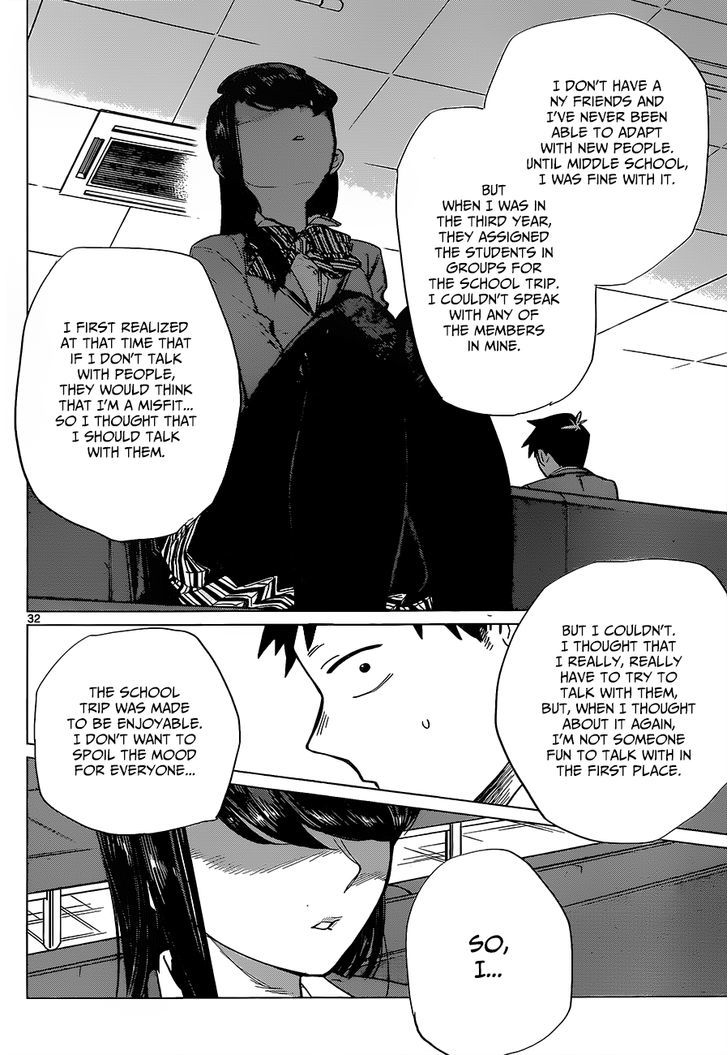 I DON'T HAVE A
NY FRIENDS AND
I'VE NEVER BEEN
ABLE TO ADAPT
WITH NEW PEOPLE.
UNTIL MIDDLE SCHOOL,
I WAS FINE WITH IT.
BUT
WHEN I WAS IN
THE THIRD YEAR,
THEY ASSIGNED
THE STUDENTS IN
GROUPS FOR
THE SCHOOL TRIP.
I COULDN'T SPEAK
WITH ANY OF
THE MEMBERS
IN MINE.
I FIRST REALIZED
AT THAT TIME THAT
IF I DON'T TALK
WITH PEOPLE,
THEY WOULD THINK
THAT I'M A MISFIT...
SO I THOUGHT THAT
I SHOULD TALK
WITH THEM.
32
BUT I COULDN'T.
I THOUGHT THAT
I REALLY, REALLY
HAVE TO TRY TO
TALK WITH THEM,
BUT, WHEN I THOUGHT
ABOUT IT AGAIN,
I'M NOT SOMEONE
FUN TO TALK WITH IN
THE FIRST PLACE.
THE SCHOOL
TRIP WAS MADE
TO BE ENJOYABLE.
I DON'T WANT TO
SPOIL THE MOOD
FOR EVERYONE...
SO,
I...